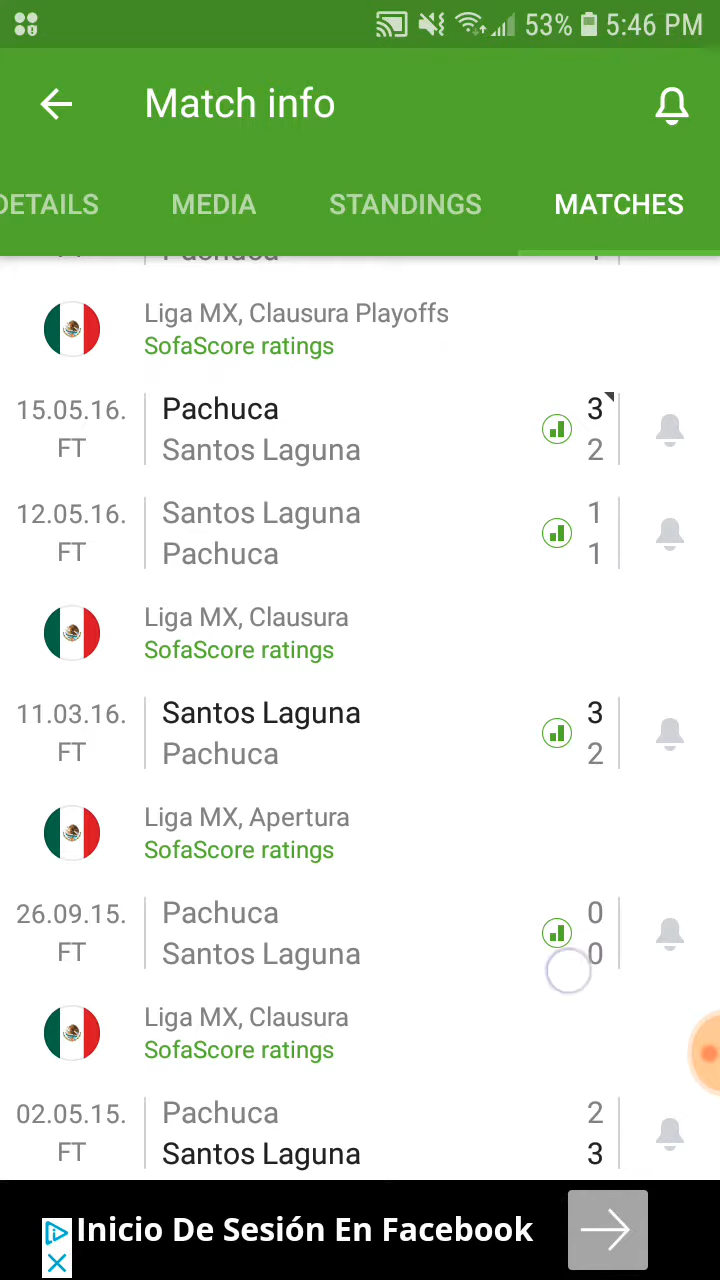 53% 5:46 PM
Match info
DETAILS MEDIA STANDINGS MATCHES
Pachuca
Liga MX, Clausura Playoffs
SofaScore ratings
15.05.16. Pachuca 3
FT Santos Laguna 2
12.05.16. Santos Laguna 1
FT Pachuca 1
Liga MX, Clausura
SofaScore ratings
11.03.16. Santos Laguna 3
FT Pachuca 2
Liga MX, Apertura
SofaScore ratings
26.09.15. Pachuca 0
FT Santos Laguna 0
Liga MX, Clausura
SofaScore ratings
02.05.15. Pachuca 2
FT Santos Laguna 3
Inicio De Sesión En Facebook